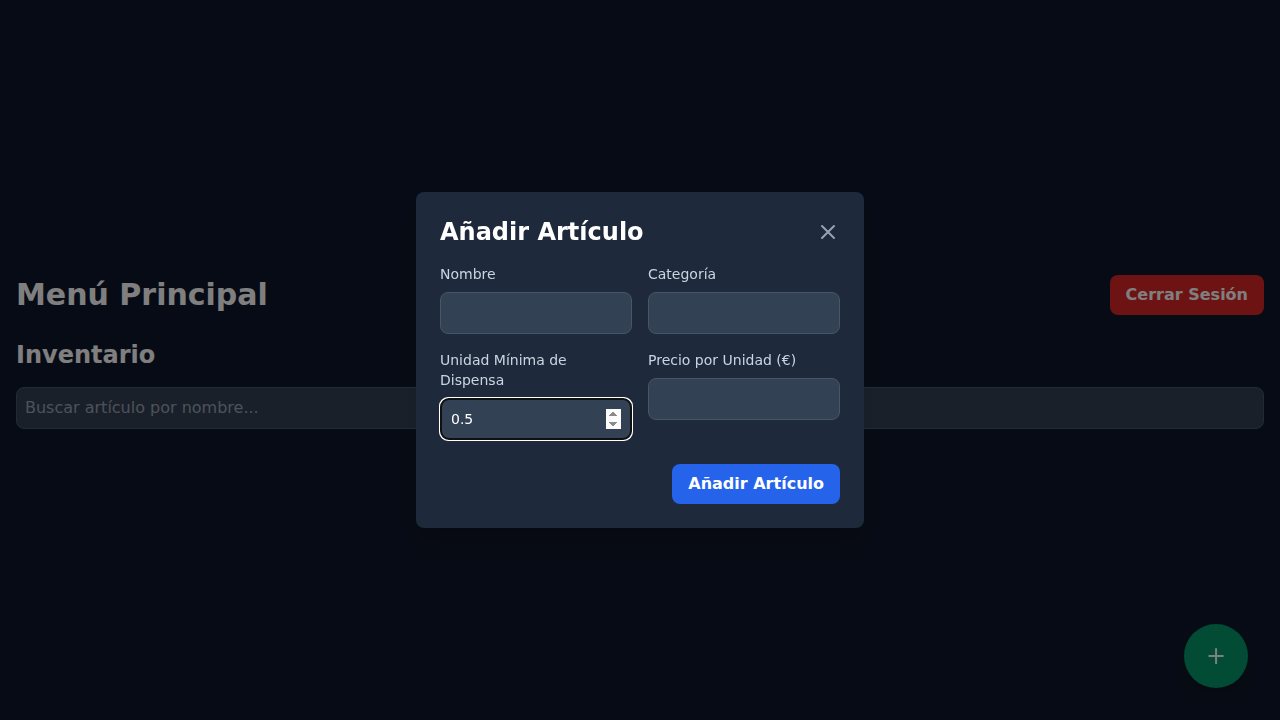 Añadir Artículo
Nombre
Categoría
Menú Principal
Cerrar Sesión
Inventario
Unidad Mínima de
Dispensa
Precio por Unidad (€)
Buscar artículo por nombre...
0.5
Añadir Artículo